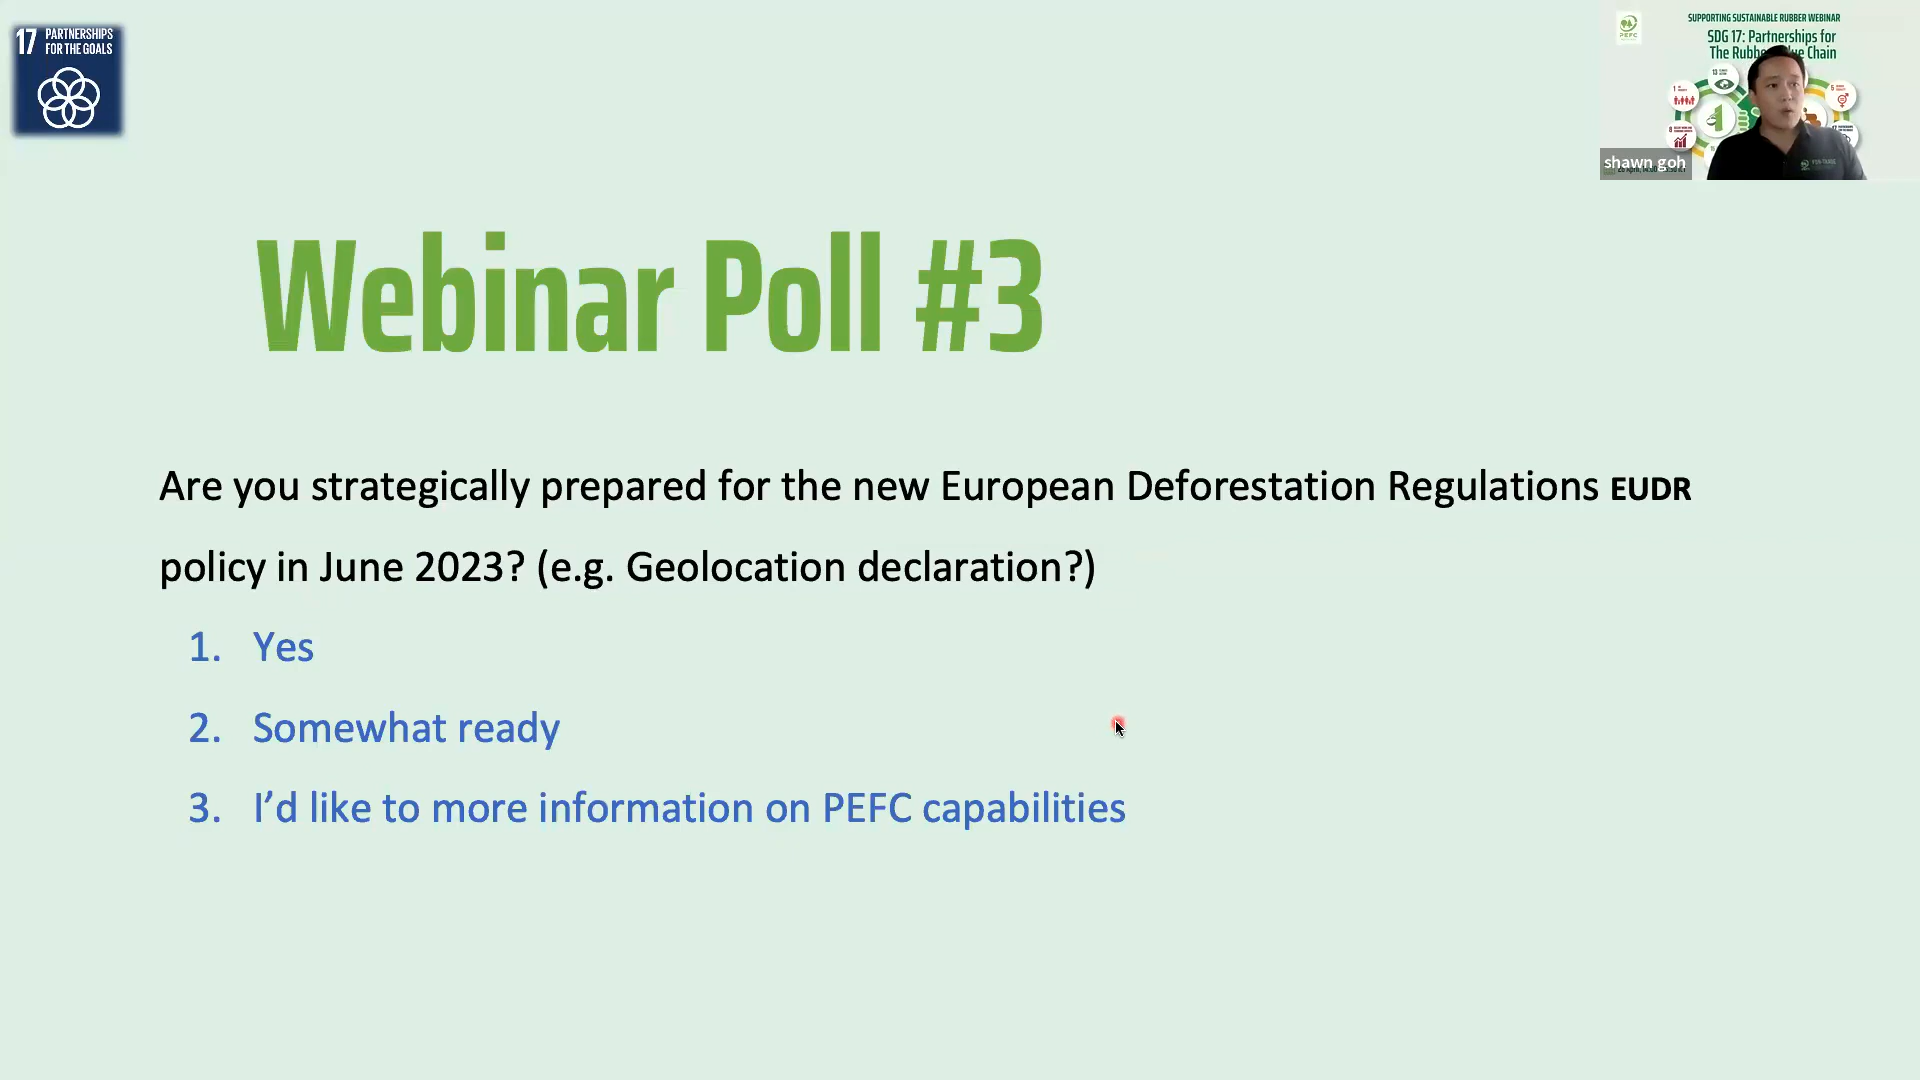 17 PARTNERSHIPS
FOR THE GOALS
SUPPORTING SUSTAINABLE RUBBER WEBINAR
SDG 17: Partnerships for
The Chain
PEFC
shawn goh
Webinar Poll #3
Are you strategically prepared for the new European Deforestation Regulations EUDR
policy in June 2023? (e.g. Geolocation declaration?)
1. Yes
2. Somewhat ready
3. I’d like to more information on PEFC capabilities